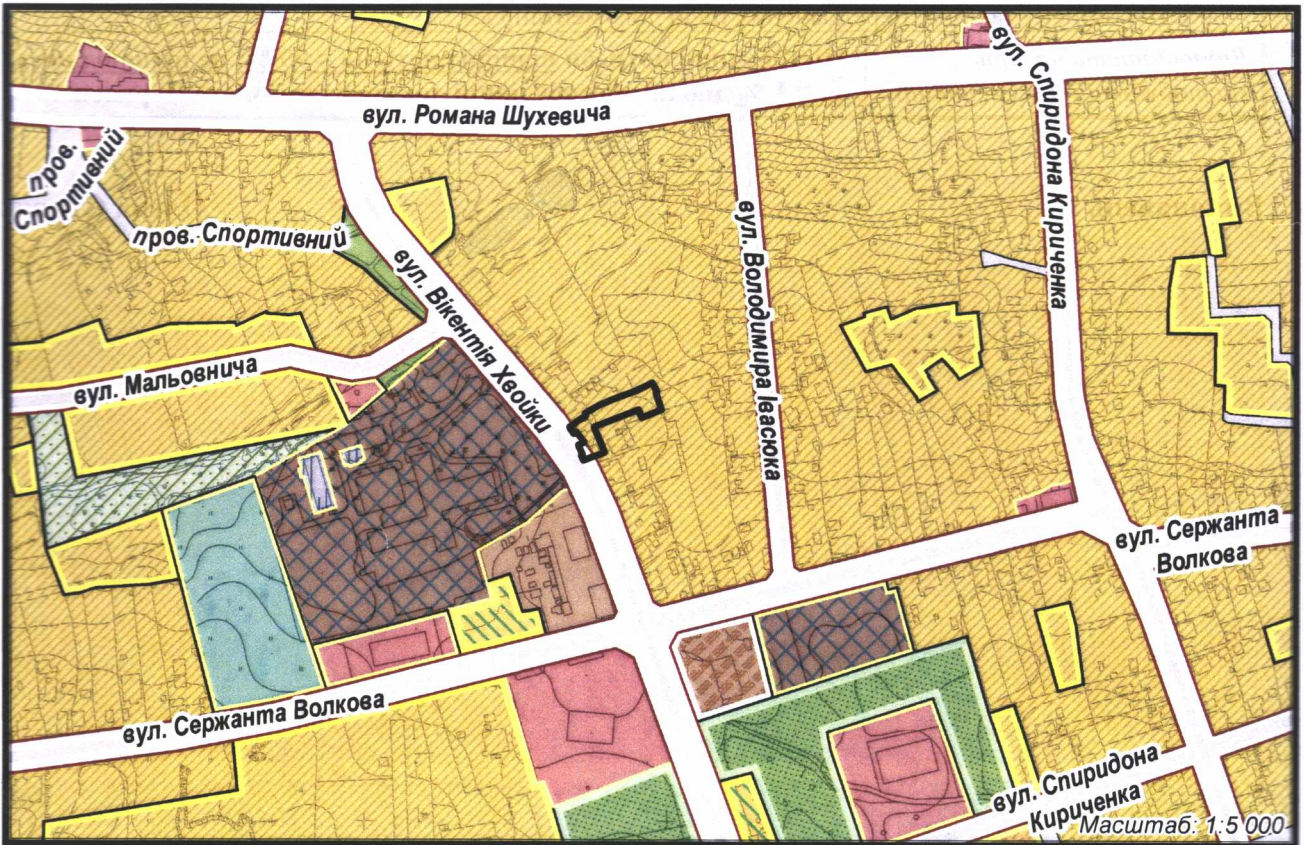 вул. Спиридона Кириченка
вул. Романа Шухевича
пров.
Спортивний
пров. Спортивний
вул. Вікентія Хвойки
вул. Володимира Івасюка
вул. Мальовнича
вул. Сержанта
Волкова
вул. Сержанта Волкова
вул. Спиридона
Кириченка
Масштаб: 1:5 000